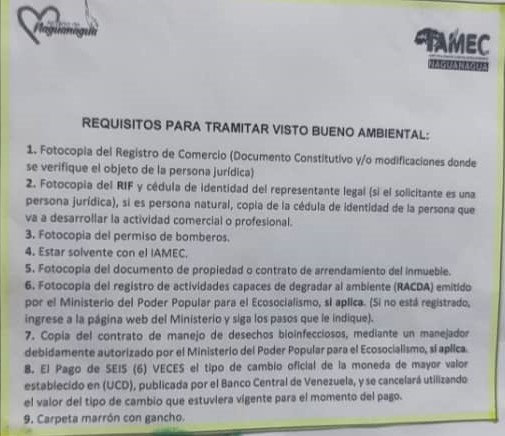 Naguanagua
IAMEC
NAGUANAGUA
REQUISITOS PARA TRAMITAR VISTO BUENO AMBIENTAL:
1. Fotocopia del Registro de Comercio (Documento Constitutivo y/o modificaciones donde
se verifique el objeto de la persona jurídica)
2. Fotocopia del RIF y cédula de identidad del representante legal (si el solicitante es una
persona jurídica), si es persona natural, copia de la cédula de identidad de la persona que
va a desarrollar la actividad comercial o profesional.
3. Fotocopia del permiso de bomberos.
4. Estar solvente con el IAMEC.
5. Fotocopia del documento de propiedad o contrato de arrendamiento del inmueble.
6. Fotocopia del registro de actividades capaces de degradar al ambiente (RACDA) emitido
por el Ministerio del Poder Popular para el Ecosocialismo, si aplica. (Si no está registrado,
ingrese a la página web del Ministerio y siga los pasos que le indique).
7. Copia del contrato de manejo de desechos bioinfecciosos, mediante un manejador
debidamente autorizado por el Ministerio del Poder Popular para el Ecosocialismo, si aplica.
8. El Pago de SEIS (6) VECES el tipo de cambio oficial de la moneda de mayor valor
establecido en (UCD), publicada por el Banco Central de Venezuela, y se cancelará utilizando
el valor del tipo de cambio que estuviera vigente para el momento del pago.
9. Carpeta marrón con gancho.